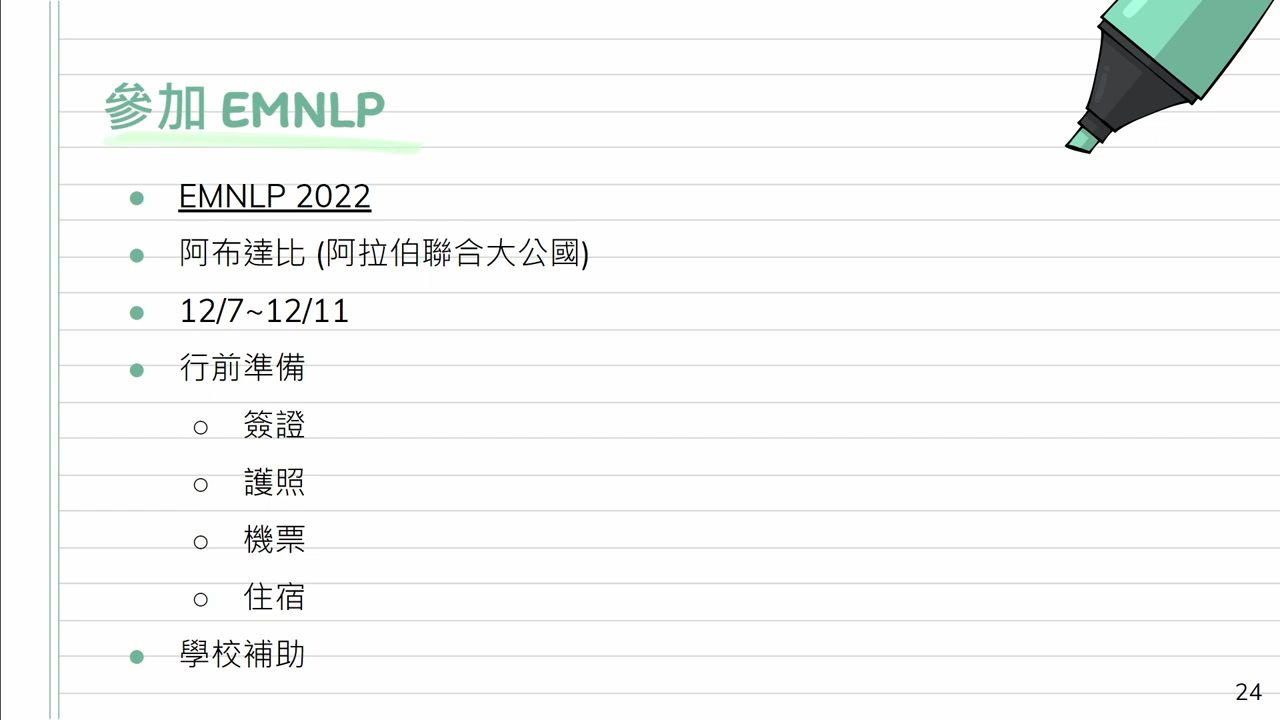 參加 EMNLP
EMNLP 2022
阿布達比 (阿拉伯聯合大公國)
12/7~12/11
行前準備
簽證
護照
機票
住宿
學校補助
24